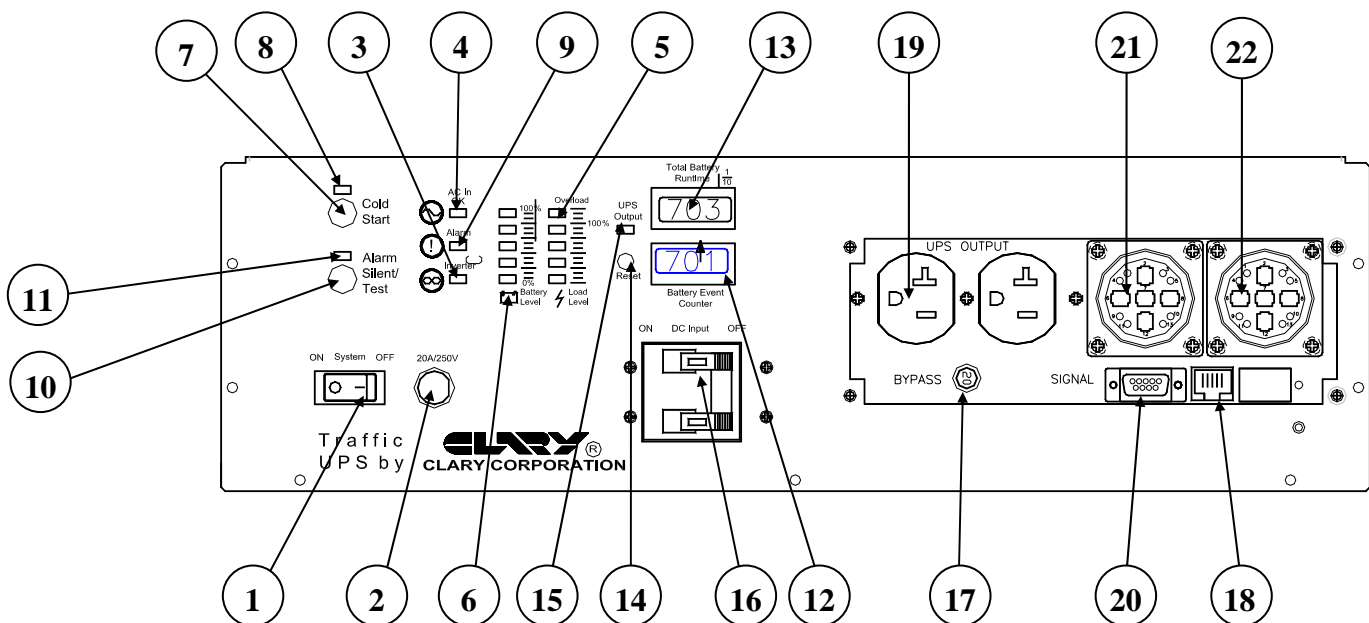 7
8
3
4
9
5
13
19
21
22
11
10
Cold
Start
Alarm
Silent/
Test
AC In
OK
Alarm
Inverter
100%
0%
Battery
Level
Overload
100%
Load
Level
UPS
Output
Reset
Total Battery
Runtime
1
10
703
701
Battery Event
Counter
ON DC Input OFF
ON System OFF
20A/250V
Traffic
UPS by
CLARY ®
CLARY CORPORATION
UPS OUTPUT
BYPASS
20
SIGNAL
1
2
6
15
14
16
12
17
20
18